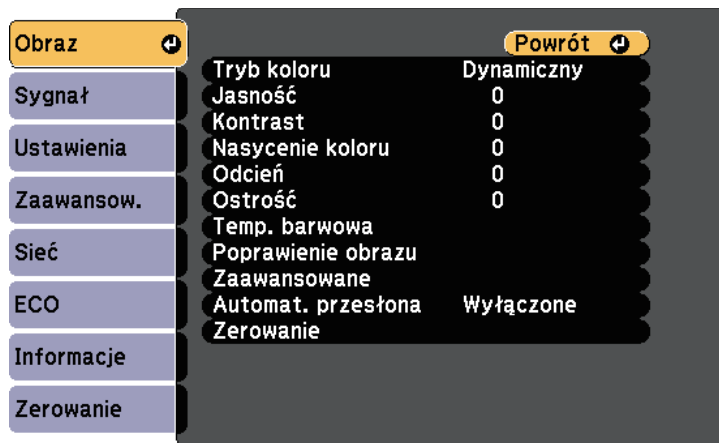 Obraz
Sygnał
Ustawienia
Zaawansow.
Sieć
ECO
Informacje
Zerowanie
Powrót
Tryb koloru Dynamiczny
Jasność 0
Kontrast 0
Nasycenie koloru 0
Odcień 0
Ostrość 0
Temp. barwowa
Poprawienie obrazu
Zaawansowane
Automat. przesłona Wyłączone
Zerowanie